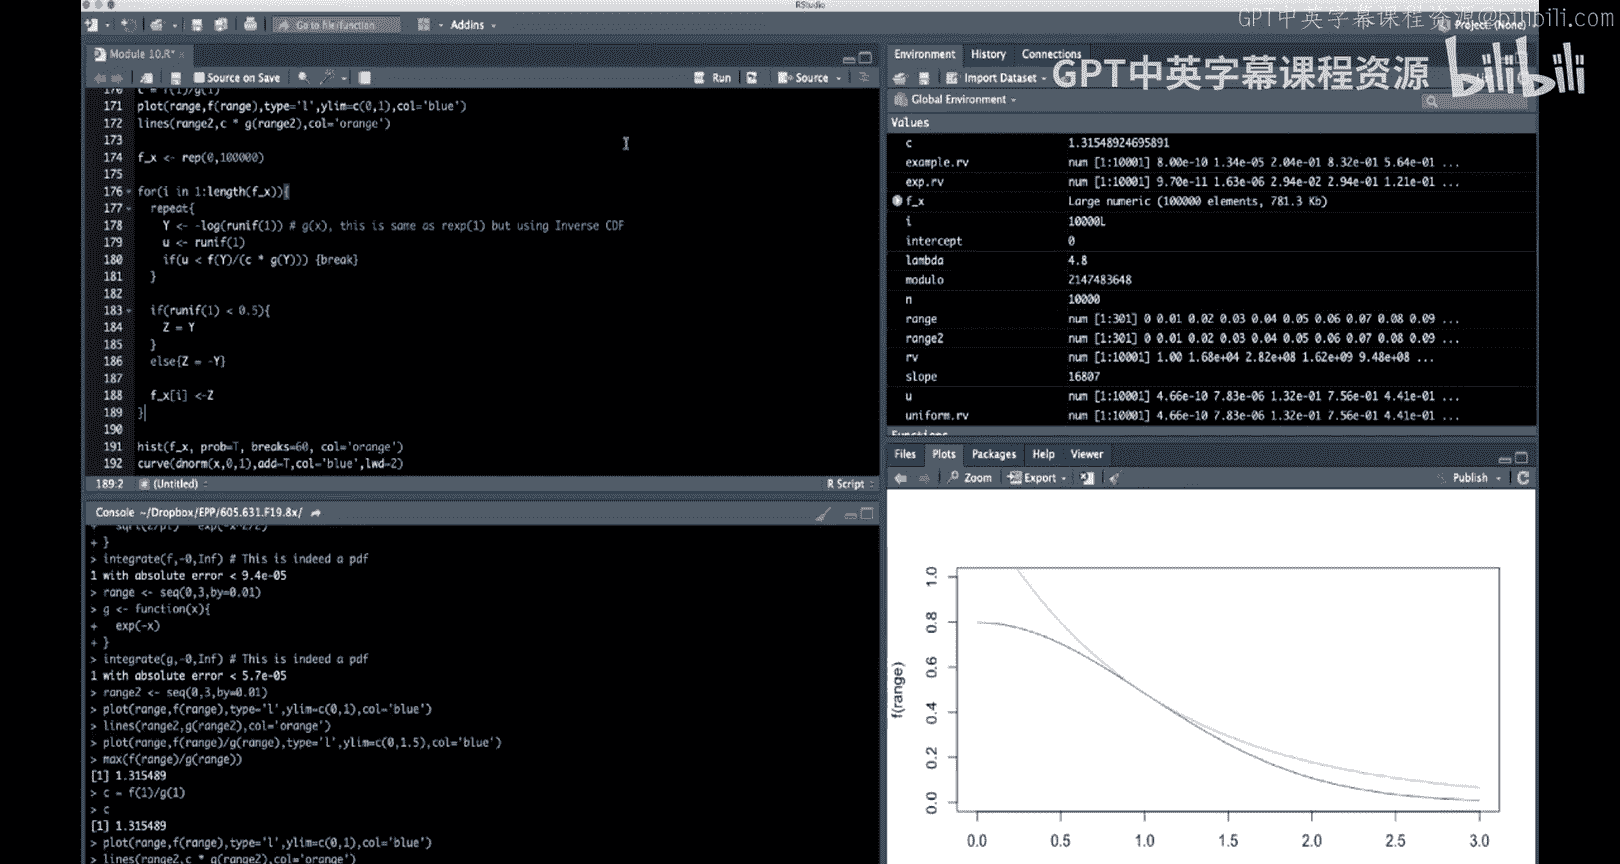 RStudio
GPT中英字幕课程资源@bilibili.com
Go to file/function
Addins
Project: (None)
GPT中英字幕课程资源 bilibili
Module 10.R*
Source on Save
Run
Source
170 c = f(1)/g(1)
171 plot(range,f(range),type='l',ylim=c(0,1),col='blue')
172 lines(range2,c * g(range2),col='orange')
173
174 f_x <- rep(0,100000)
175
176 for(i in 1:length(f_x)){
177 repeat{
178 Y <- -log(runif(1)) # g(x), this is same as rexp(1) but using Inverse CDF
179 u <- runif(1)
180 if(u < f(Y)/(c * g(Y))) {break}
181 }
182
183 if(runif(1) < 0.5){
184 Z = Y
185 }
186 else{Z = -Y}
187
188 f_x[i] <-Z
189 }
190
191 hist(f_x, prob=T, breaks=60, col='orange')
192 curve(dnorm(x,0,1),add=T,col='blue',lwd=2)
189:2 (Untitled)
R Script
Console ~/Dropbox/EPP/605.631.F19.8x/
+ sqrt(2/pi) * exp(-x^2/2)
+ }
> integrate(f,-0,Inf) # This is indeed a pdf
1 with absolute error < 9.4e-05
> range <- seq(0,3,by=0.01)
> g <- function(x){
+ exp(-x)
+ }
> integrate(g,-0,Inf) # This is indeed a pdf
1 with absolute error < 5.7e-05
> range2 <- seq(0,3,by=0.01)
> plot(range,f(range),type='l',ylim=c(0,1),col='blue')
> lines(range2,g(range2),col='orange')
> plot(range,f(range)/g(range),type='l',ylim=c(0,1.5),col='blue')
> max(f(range)/g(range))
[1] 1.315489
> c = f(1)/g(1)
> c
[1] 1.315489
> plot(range,f(range),type='l',ylim=c(0,1),col='blue')
> lines(range2,c * g(range2),col='orange')
Environment History Connections
Import Dataset
Global Environment
Values
c 1.31548924695891
example.rv num [1:10001] 8.00e-10 1.34e-05 2.04e-01 8.32e-01 5.64e-01 ...
exp.rv num [1:10001] 9.70e-11 1.63e-06 2.94e-02 2.94e-01 1.21e-01 ...
f_x Large numeric (100000 elements, 781.3 Kb)
i 10000L
intercept 0
lambda 4.8
modulo 2147483648
n 10000
range num [1:301] 0 0.01 0.02 0.03 0.04 0.05 0.06 0.07 0.08 0.09 ...
range2 num [1:301] 0 0.01 0.02 0.03 0.04 0.05 0.06 0.07 0.08 0.09 ...
rv num [1:10001] 1.00 1.68e+04 2.82e+08 1.62e+09 9.48e+08 ...
slope 16807
u num [1:10001] 4.66e-10 7.83e-06 1.32e-01 7.56e-01 4.41e-01 ...
uniform.rv num [1:10001] 4.66e-10 7.83e-06 1.32e-01 7.56e-01 4.41e-01 ...
Functions
Files Plots Packages Help Viewer
Zoom Export Publish
f(range)
1.0
0.8
0.6
0.4
0.2
0.0
0.0 0.5 1.0 1.5 2.0 2.5 3.0